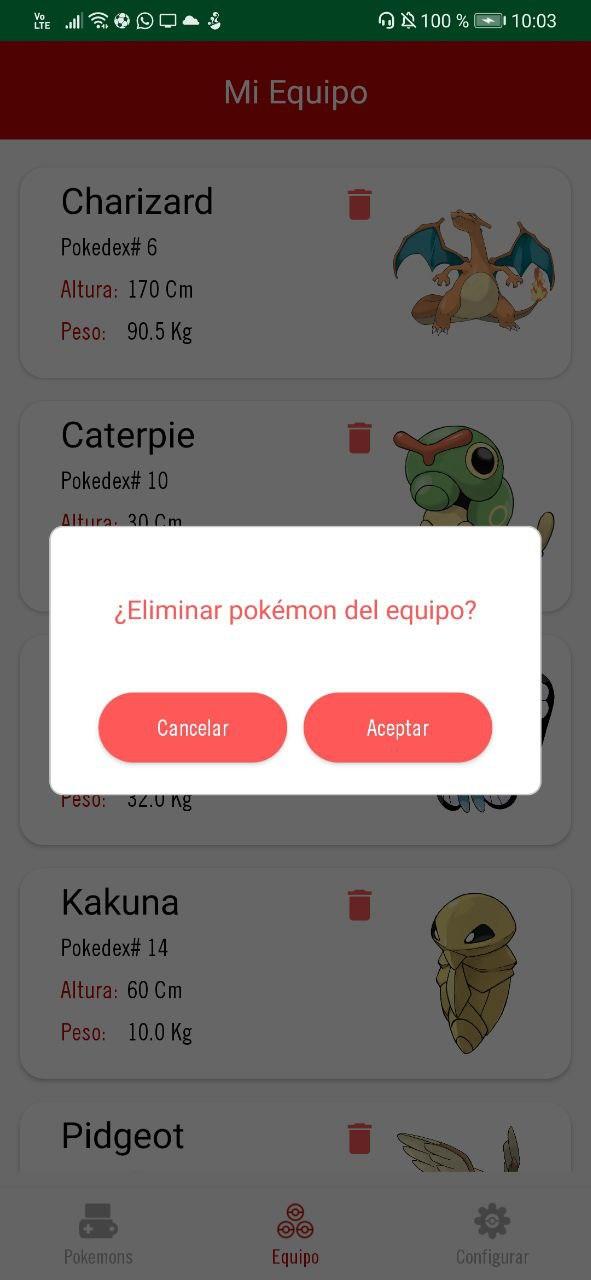 Vo
LTE
100 %
10:03
Mi Equipo
Charizard
Pokedex# 6
Altura: 170 Cm
Peso: 90.5 Kg
Caterpie
Pokedex# 10
Altura: 30 Cm
¿Eliminar pokémon del equipo?
Cancelar
Aceptar
Peso: 32.0 Kg
Kakuna
Pokedex# 14
Altura: 60 Cm
Peso: 10.0 Kg
Pidgeot
Pokemons
Equipo
Configurar